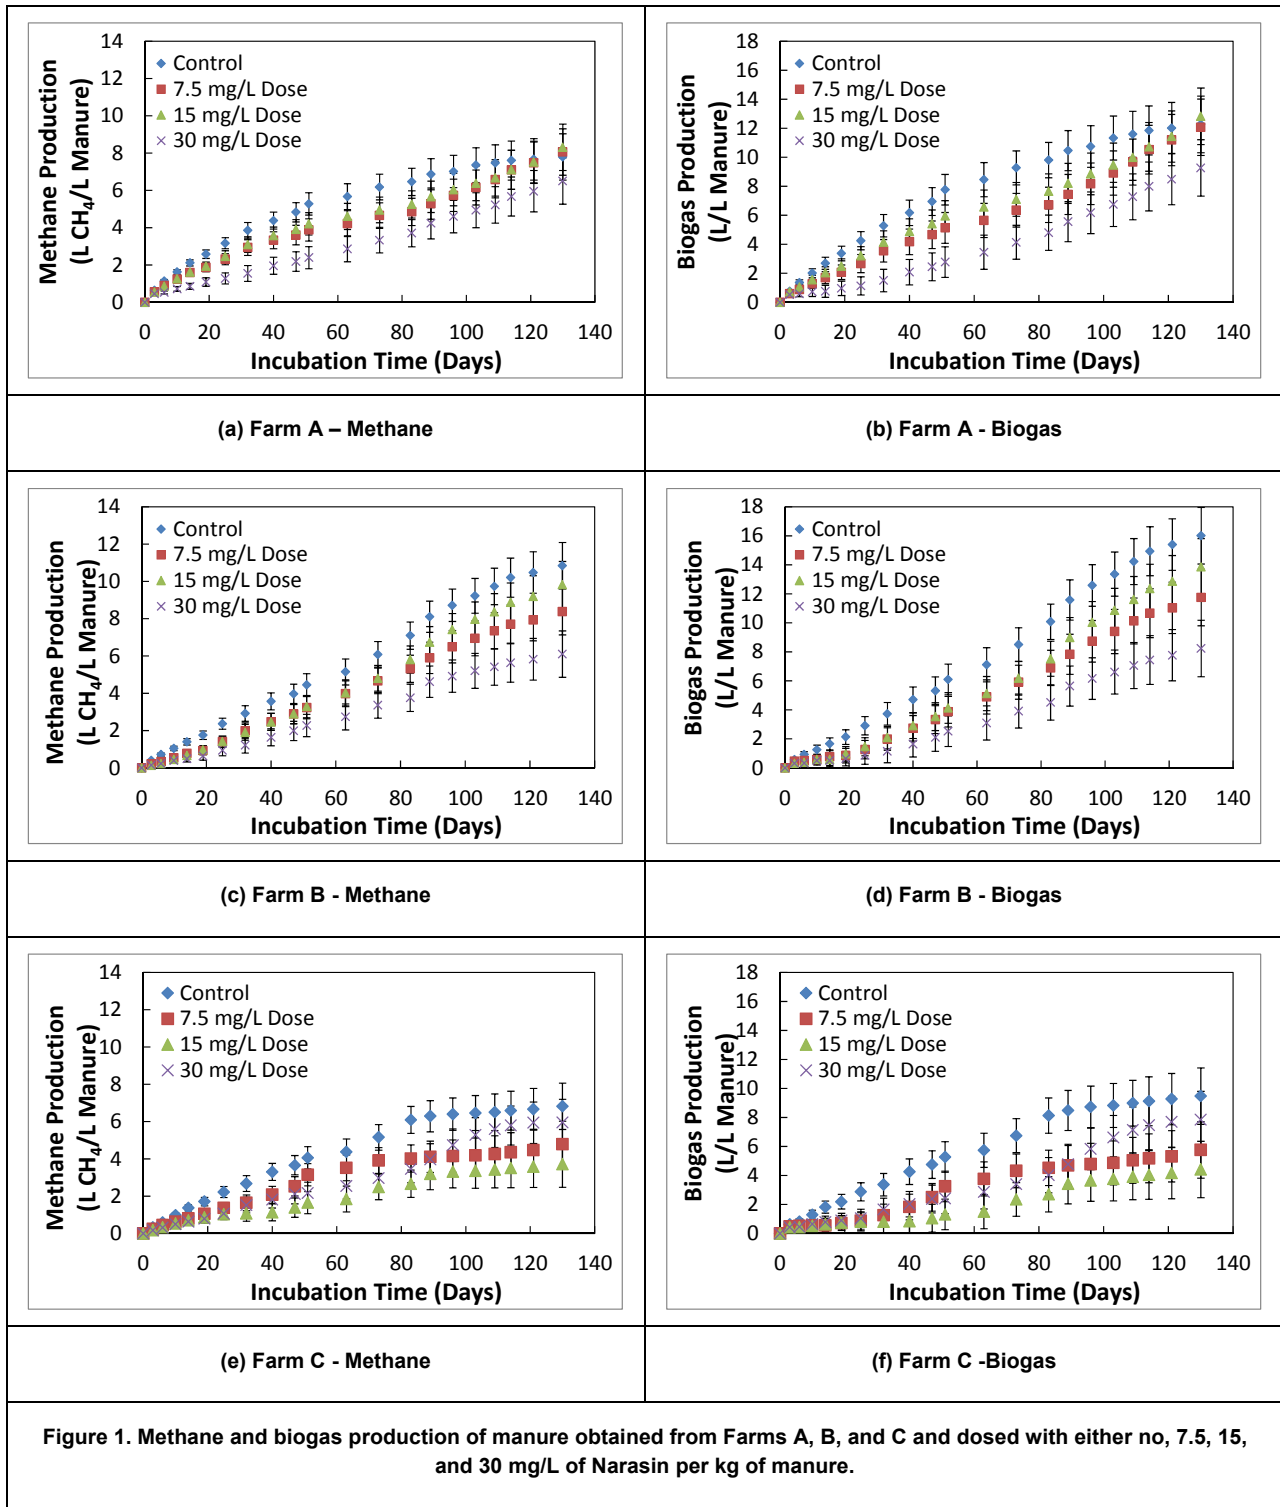 Methane Production
(L CH4/L Manure)
14
12
10
8
6
4
2
0
Control
7.5 mg/L Dose
15 mg/L Dose
30 mg/L Dose
0 20 40 60 80 100 120 140
Incubation Time (Days)
(a) Farm A – Methane
Biogas Production
(L/L Manure)
18
16
14
12
10
8
6
4
2
0
Control
7.5 mg/L Dose
15 mg/L Dose
30 mg/L Dose
0 20 40 60 80 100 120 140
Incubation Time (Days)
(b) Farm A - Biogas
Methane Production
(L CH4/L Manure)
14
12
10
8
6
4
2
0
Control
7.5 mg/L Dose
15 mg/L Dose
30 mg/L Dose
0 20 40 60 80 100 120 140
Incubation Time (Days)
(c) Farm B - Methane
Biogas Production
(L/L Manure)
18
16
14
12
10
8
6
4
2
0
Control
7.5 mg/L Dose
15 mg/L Dose
30 mg/L Dose
0 20 40 60 80 100 120 140
Incubation Time (Days)
(d) Farm B - Biogas
Methane Production
(L CH4/L Manure)
14
12
10
8
6
4
2
0
Control
7.5 mg/L Dose
15 mg/L Dose
30 mg/L Dose
0 20 40 60 80 100 120 140
Incubation Time (Days)
(e) Farm C - Methane
Biogas Production
(L/L Manure)
18
16
14
12
10
8
6
4
2
0
Control
7.5 mg/L Dose
15 mg/L Dose
30 mg/L Dose
0 20 40 60 80 100 120 140
Incubation Time (Days)
(f) Farm C -Biogas
Figure 1. Methane and biogas production of manure obtained from Farms A, B, and C and dosed with either no, 7.5, 15,
and 30 mg/L of Narasin per kg of manure.